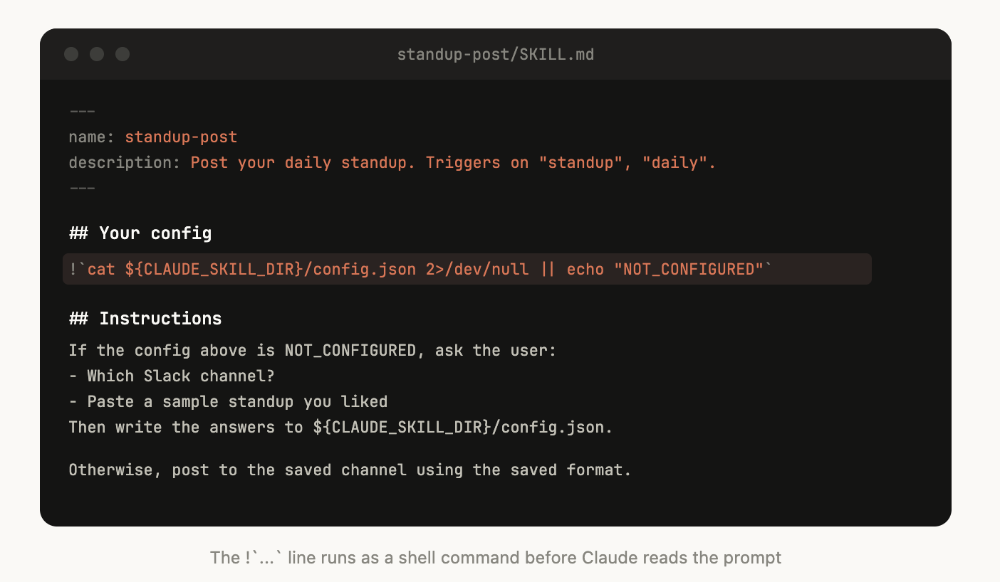 standup-post/SKILL.md
---
name: standup-post
description: Post your daily standup. Triggers on "standup", "daily".
---
## Your config
!`cat ${CLAUDE_SKILL_DIR}/config.json 2>/dev/null || echo "NOT_CONFIGURED"`
## Instructions
If the config above is NOT_CONFIGURED, ask the user:
- Which Slack channel?
- Paste a sample standup you liked
Then write the answers to ${CLAUDE_SKILL_DIR}/config.json.
Otherwise, post to the saved channel using the saved format.
The !`...` line runs as a shell command before Claude reads the prompt